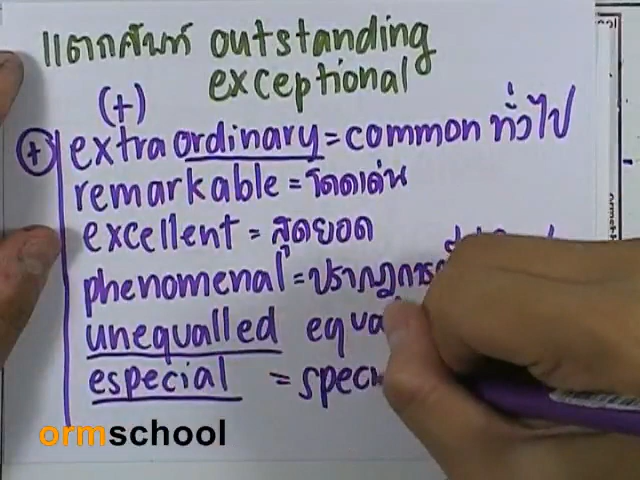 แตกศัพท์ outstanding
exceptional
(+)
(+) extraordinary = common ทั่วไป
remarkable = โดดเด่น
excellent = สุดยอด
phenomenal = ปรากฏการ
unequalled equa
especial = spec
ormschool